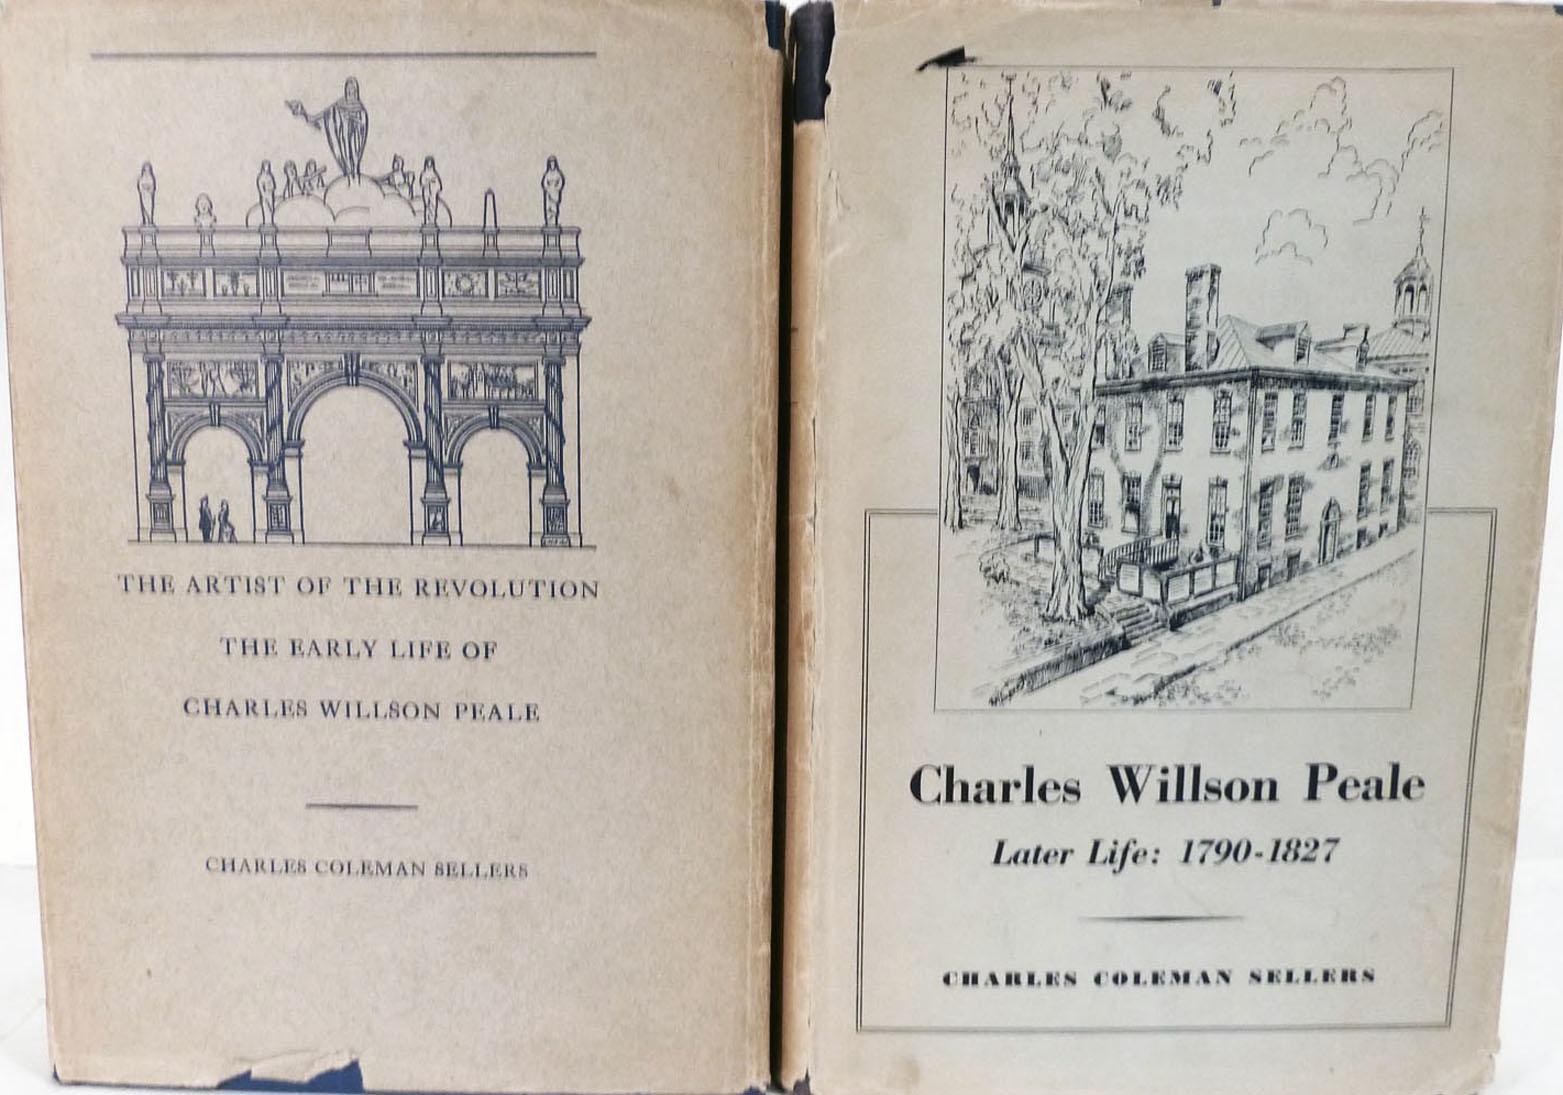 THE ARTIST OF THE REVOLUTION
THE EARLY LIFE OF
CHARLES WILLSON PEALE
CHARLES COLEMAN SELLERS
Charles Willson Peale
Later Life: 1790-1827
CHARLES COLEMAN SELLERS